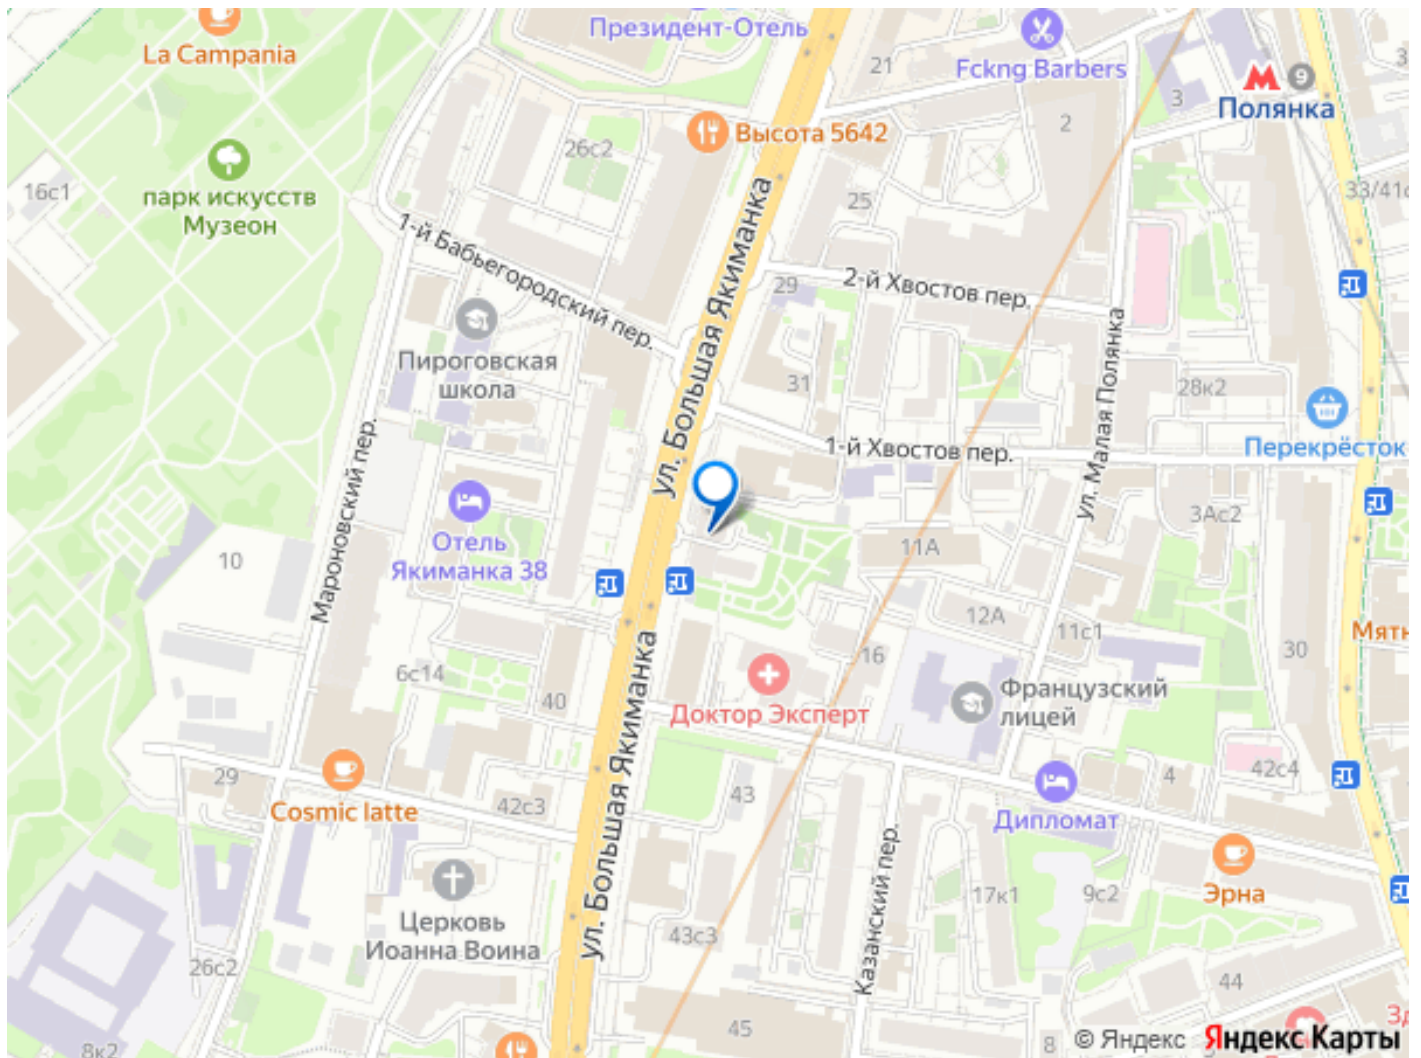 La Campania
Президент-Отель
21
Fckng Barbers
9
3
Полянка
2
Высота 5642
26с2
16с1
парк искусств
Музеон
25
33/41с
1-й Бабьегородский пер.
ул. Большая Якиманка
29
2-й Хвостов пер.
Пироговская
школа
31
28к2
ул. Малая Полянка
Перекрёсток
1-й Хвостов пер.
Мароновский пер.
3Ас2
Отель
Якиманка 38
10
11А
12А
11с1
Мятн
30
16
6с14
40
Доктор Эксперт
Французский
лицей
ул. Большая Якиманка
29
42с3
43
4
42с4
Cosmic latte
Дипломат
Эрна
Казанский пер.
17к1
9с2
Церковь
Иоанна Воина
43с3
26с2
44
45
8к2
8
© Яндекс Яндекс Карты